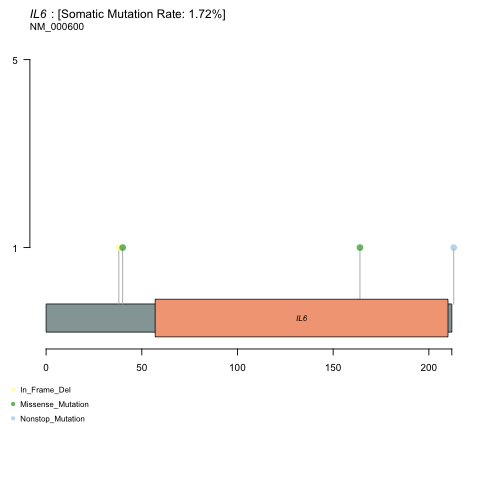 IL6 : [Somatic Mutation Rate: 1.72%]
NM_000600
5
1
IL6
0 50 100 150 200
In_Frame_Del
Missense_Mutation
Nonstop_Mutation